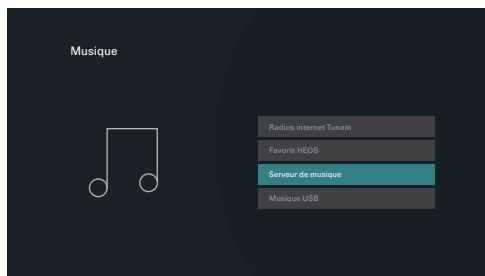 Musique
Radios internet Tunein
Favoris HEOS
Serveur de musique
Musique USB